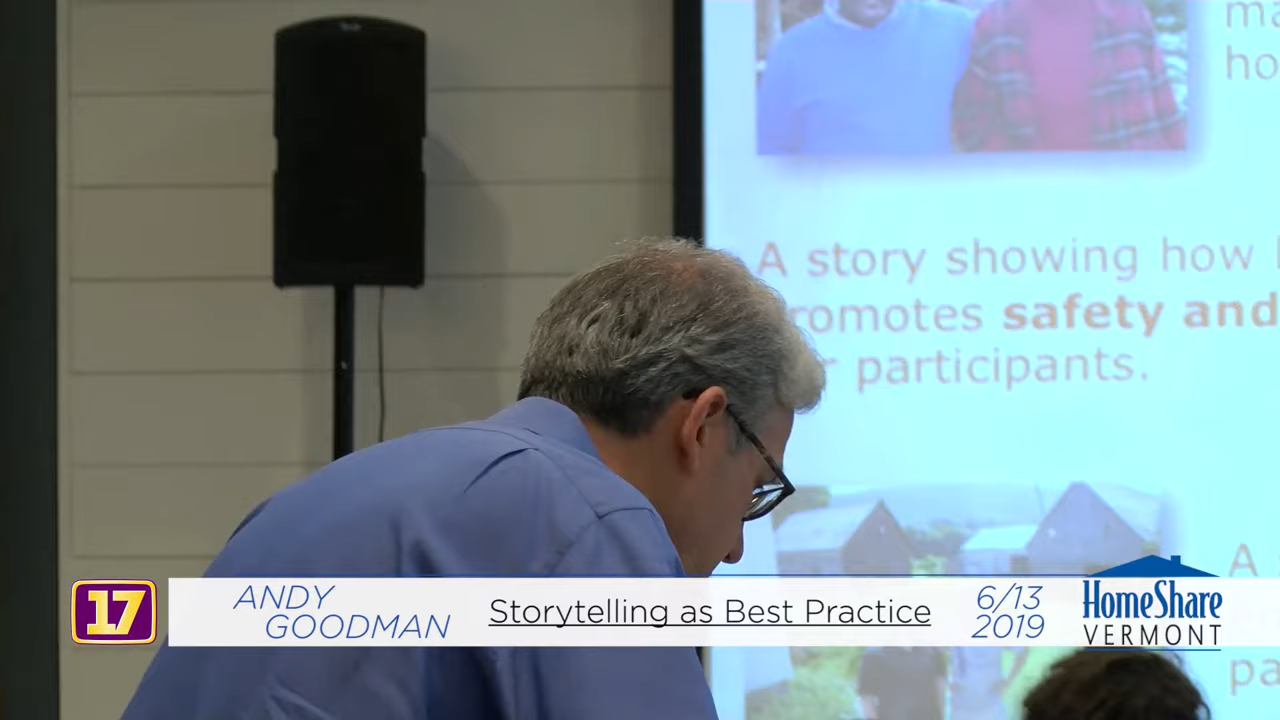 A story showing how
romotes safety and
participants.
A
17
ANDY
GOODMAN
Storytelling as Best Practice
6/13
2019
HomeShare
VERMONT